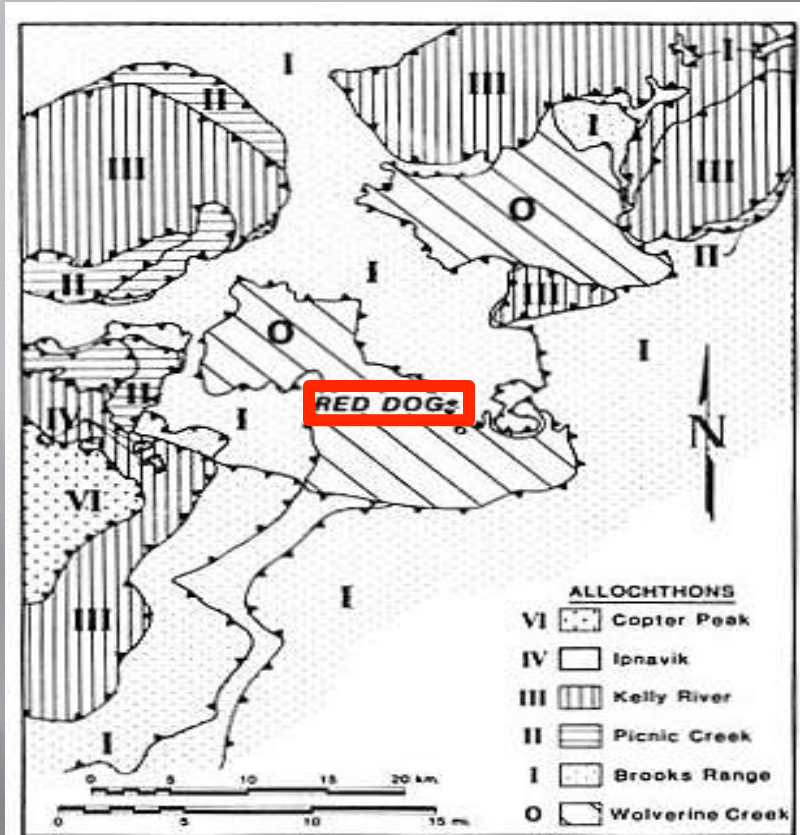 I
III
I
II
I
III
III
O
II
II
I
III
O
I
RED DOG
II
I
IV
N
VI
I
III
I
ALLOCHTHONS
VI Copter Peak
IV Ipnavik
III Kelly River
II Picnic Creek
I Brooks Range
O Wolverine Creek
0 5 10 15 20 km.
0 5 10 15 mi.